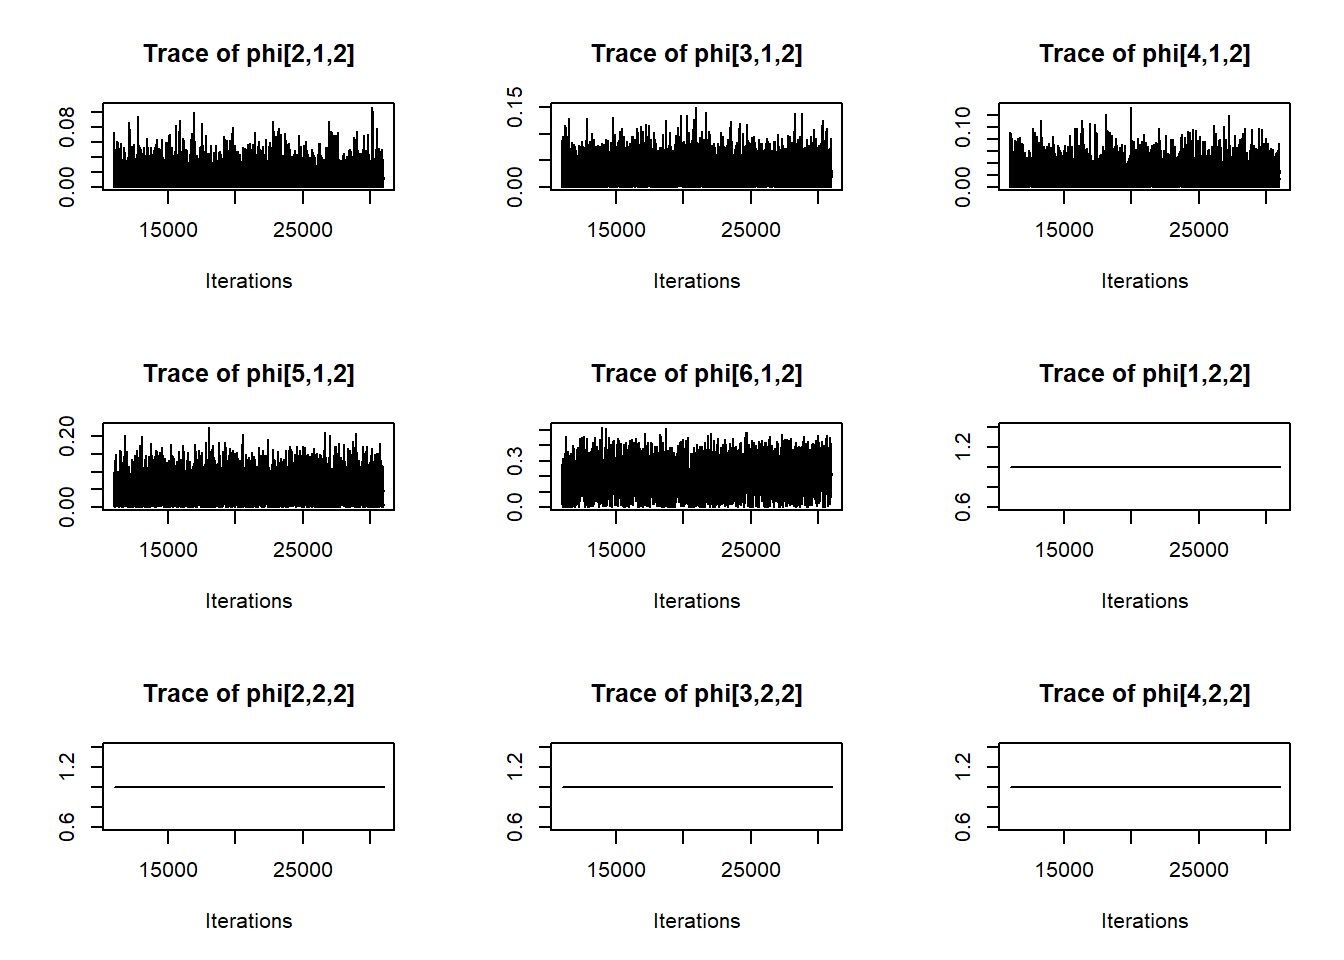 Trace of phi[2,1,2]
0.00 0.08
15000 25000
Iterations
Trace of phi[3,1,2]
0.00 0.15
15000 25000
Iterations
Trace of phi[4,1,2]
0.00 0.10
15000 25000
Iterations
Trace of phi[5,1,2]
0.00 0.20
15000 25000
Iterations
Trace of phi[6,1,2]
0.0 0.3
15000 25000
Iterations
Trace of phi[1,2,2]
0.6 1.2
15000 25000
Iterations
Trace of phi[2,2,2]
0.6 1.2
15000 25000
Iterations
Trace of phi[3,2,2]
0.6 1.2
15000 25000
Iterations
Trace of phi[4,2,2]
0.6 1.2
15000 25000
Iterations